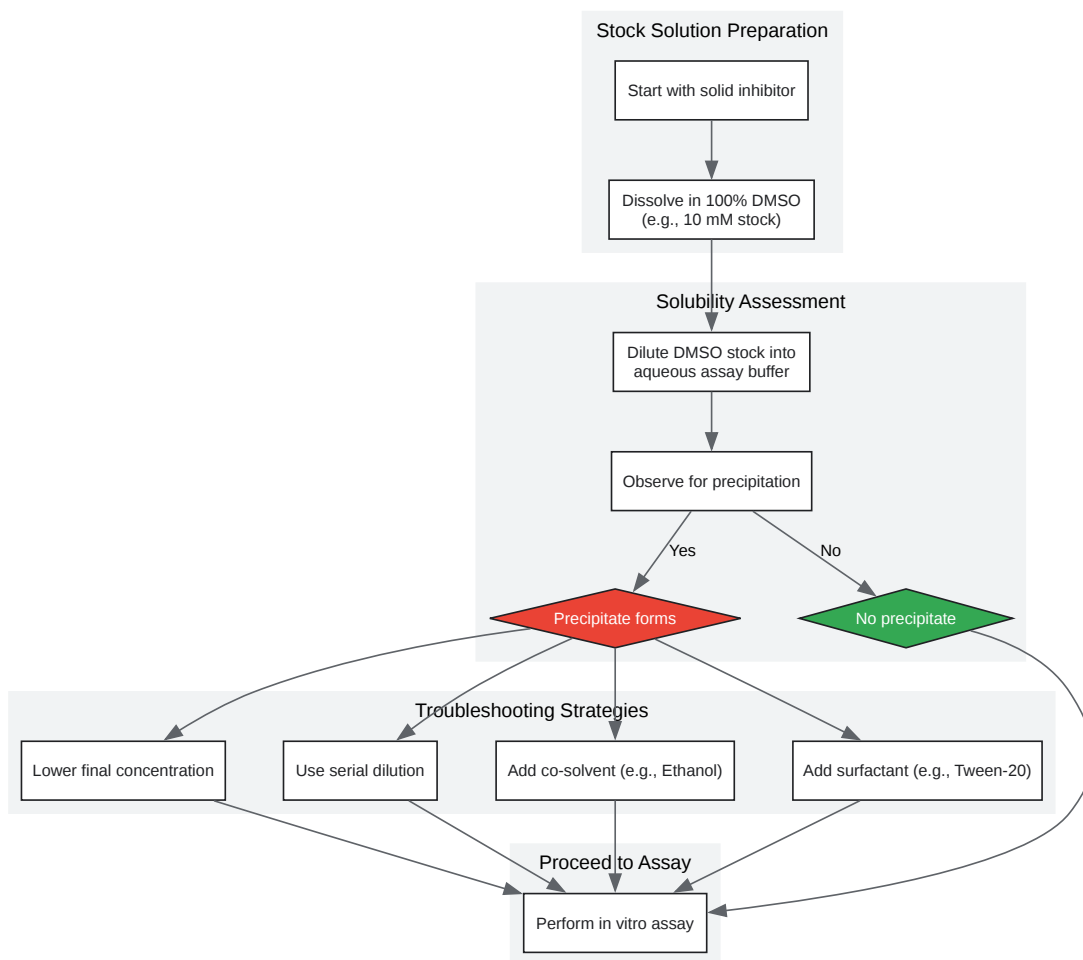 Stock Solution Preparation
Start with solid inhibitor
Dissolve in 100% DMSO
(e.g., 10 mM stock)
Solubility Assessment
Dilute DMSO stock into
aqueous assay buffer
Observe for precipitation
Yes
No
Precipitate forms
No precipitate
Troubleshooting Strategies
Lower final concentration
Use serial dilution
Add co-solvent (e.g., Ethanol)
Add surfactant (e.g., Tween-20)
Proceed to Assay
Perform in vitro assay